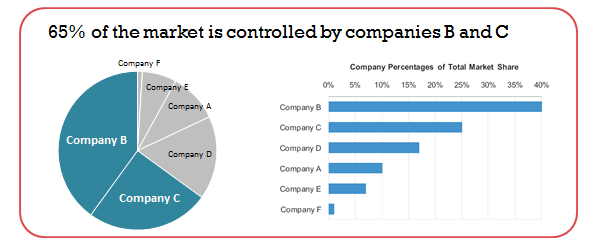 65% of the market is controlled by companies B and C
Company F
Company E
Company A
Company B
Company D
Company C
Company Percentages of Total Market Share
0% 5% 10% 15% 20% 25% 30% 35% 40%
Company B
Company C
Company D
Company A
Company E
Company F